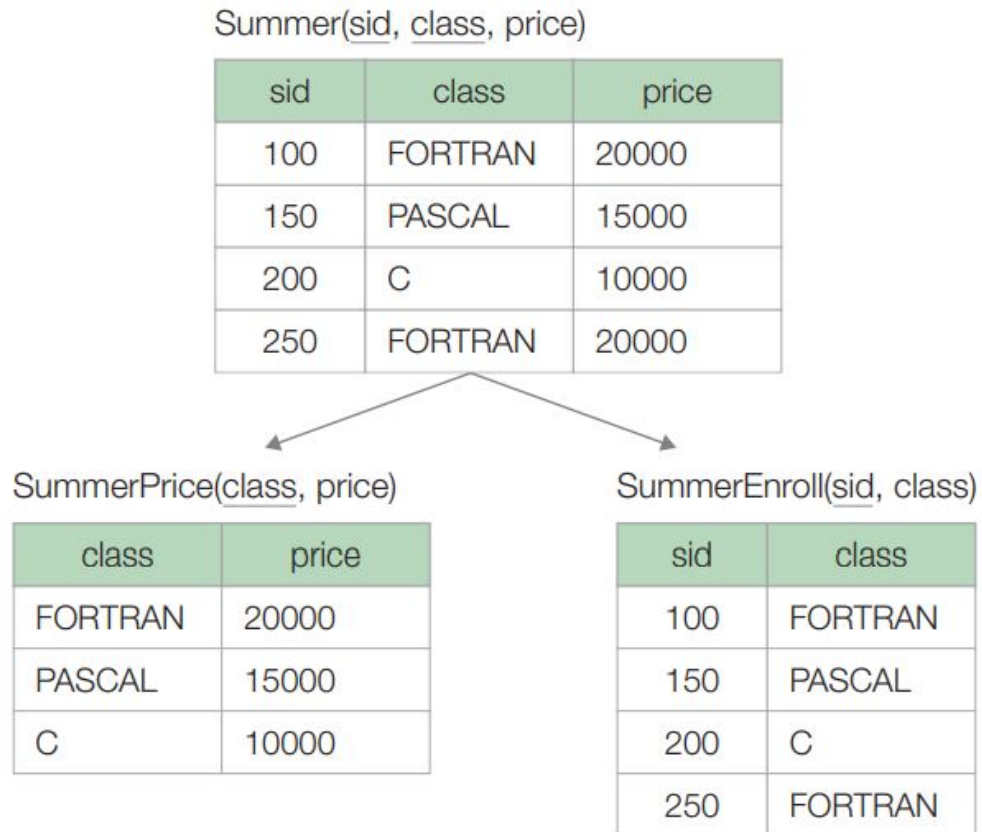 Summer(sid, class, price)
sid class price
100 FORTRAN 20000
150 PASCAL 15000
200 C 10000
250 FORTRAN 20000
SummerPrice(class, price)
class price
FORTRAN 20000
PASCAL 15000
C 10000
SummerEnroll(sid, class)
sid class
100 FORTRAN
150 PASCAL
200 C
250 FORTRAN